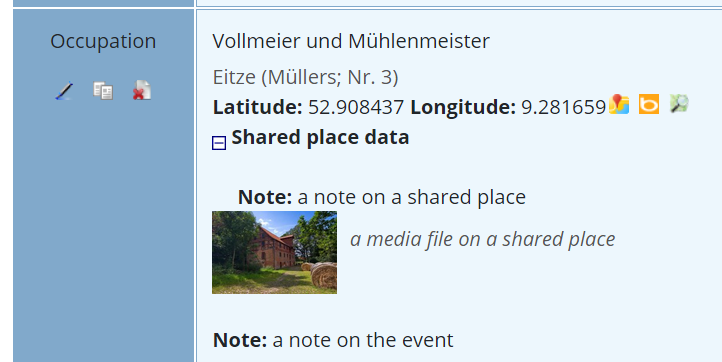 Occupation
Vollmeier und Mühlenmeister
Eitze (Müllers; Nr. 3)
Latitude: 52.908437 Longitude: 9.281659
Shared place data
Note: a note on a shared place
a media file on a shared place
Note: a note on the event